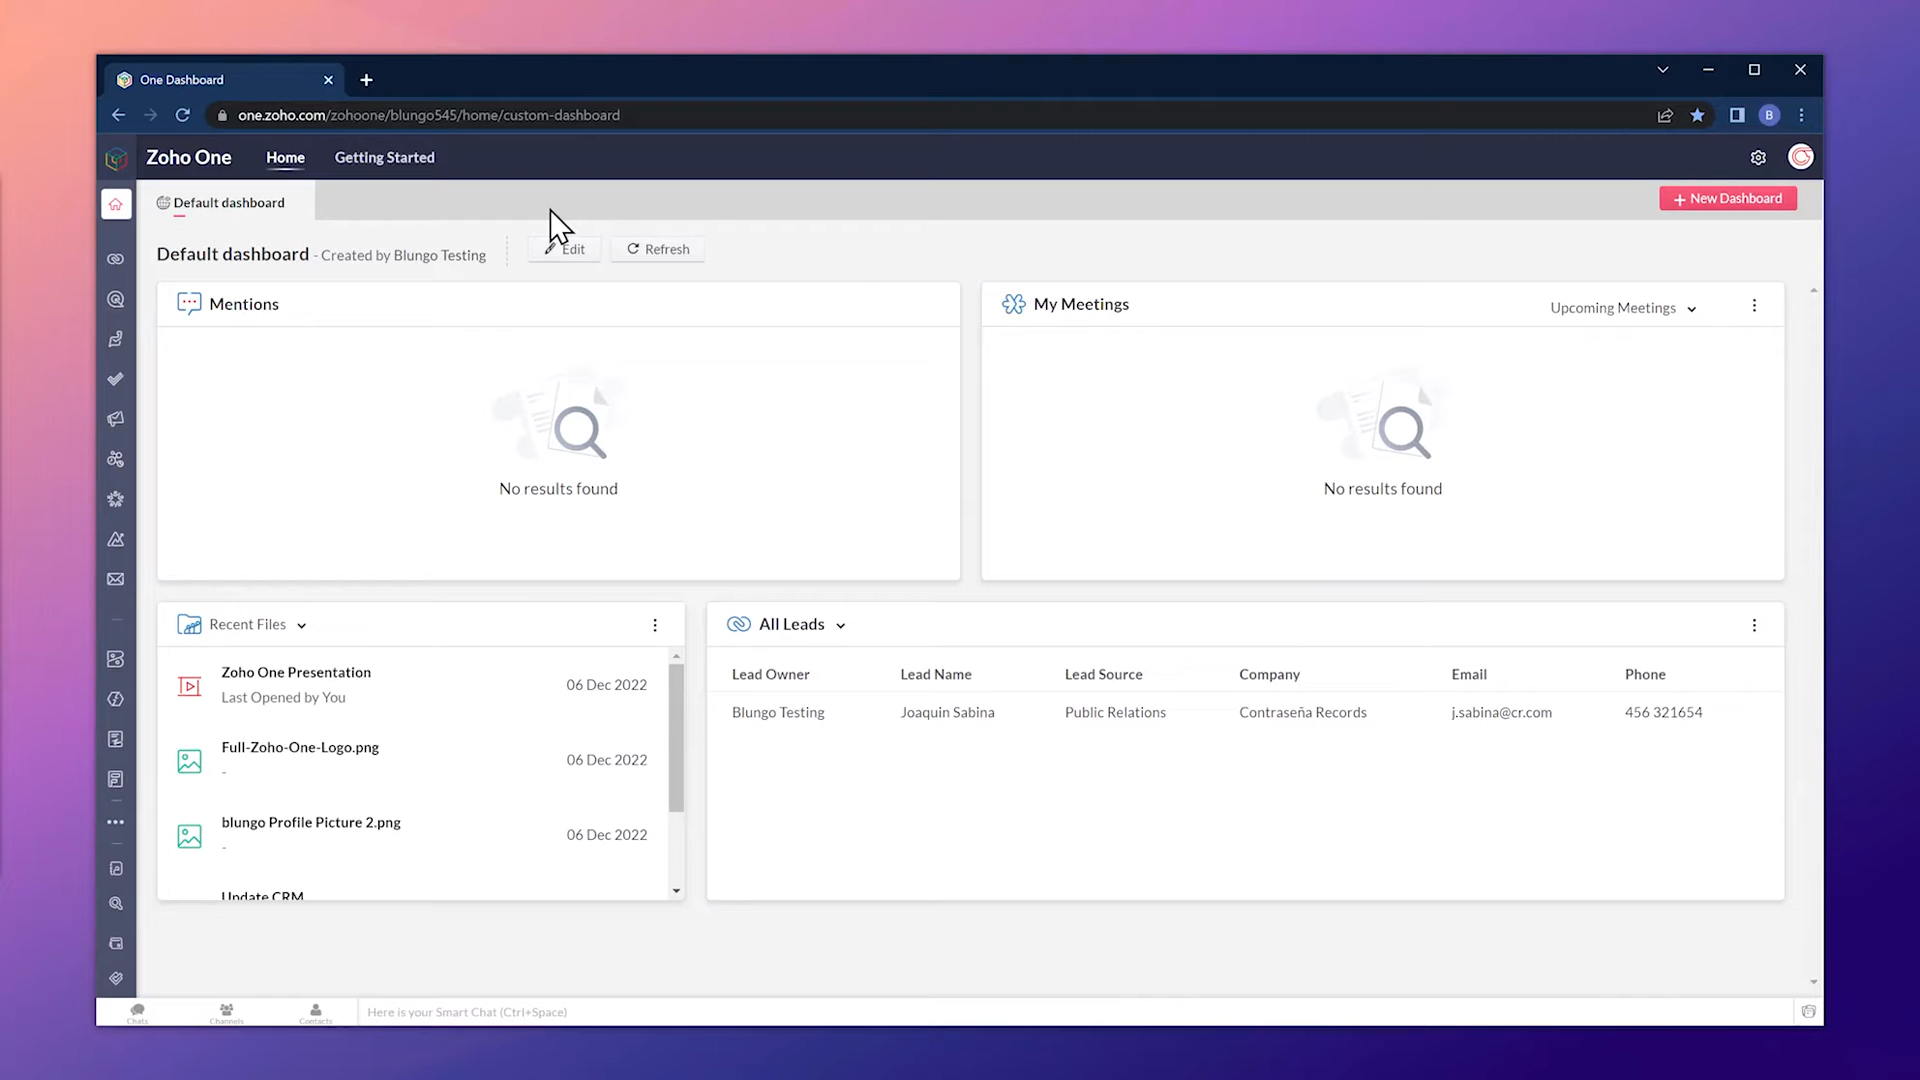 One Dashboard
one.zoho.com/zohoone/blungo545/home/custom-dashboard
B
Zoho One
Home
Getting Started
Default dashboard
+ New Dashboard
Default dashboard - Created by Blungo Testing
Edit
Refresh
Mentions
No results found
My Meetings
Upcoming Meetings
No results found
Recent Files
Zoho One Presentation
06 Dec 2022
Last Opened by You
Full-Zoho-One-Logo.png
06 Dec 2022
-
blungo Profile Picture 2.png
06 Dec 2022
-
Update CRM
All Leads
Lead Owner Lead Name Lead Source Company Email Phone
Blungo Testing Joaquin Sabina Public Relations Contraseña Records j.sabina@cr.com 456 321654
Chats
Channels
Contacts
Here is your Smart Chat (Ctrl+Space)